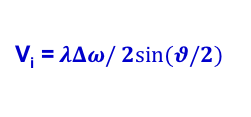 Vᵢ = λΔω/ 2sin(ϑ/2)